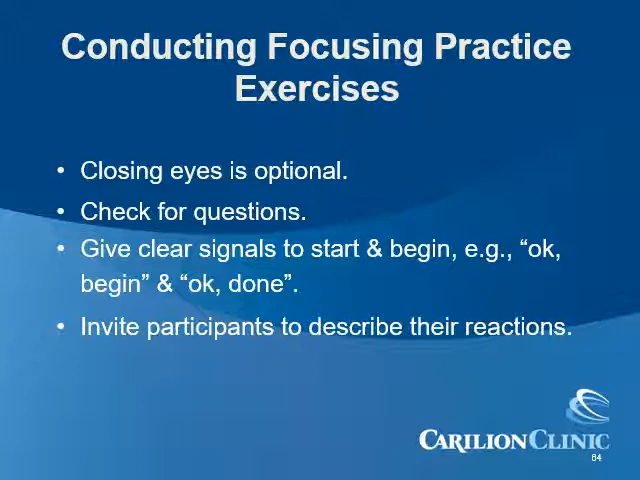 Conducting Focusing Practice
Exercises
• Closing eyes is optional.
• Check for questions.
• Give clear signals to start & begin, e.g., “ok,
begin” & “ok, done”.
• Invite participants to describe their reactions.
CARILION CLINIC
64